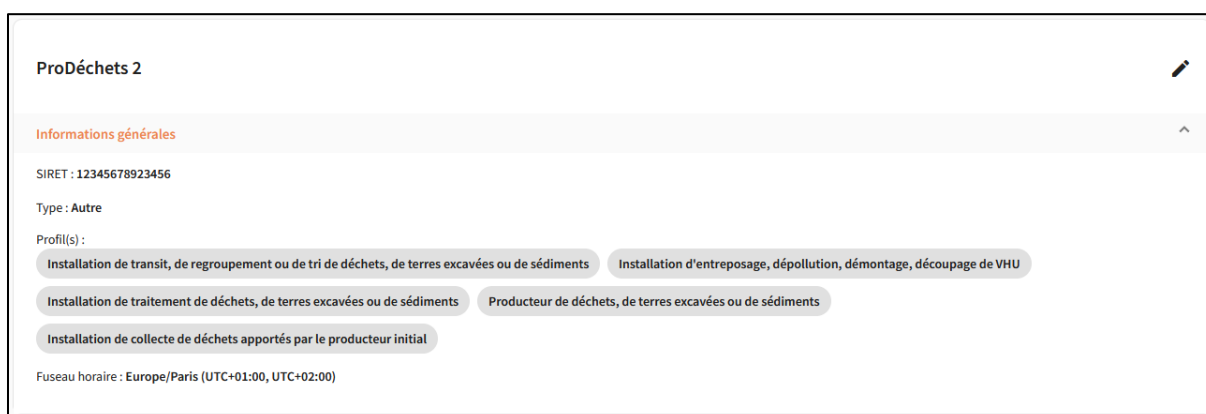 ProDéchets 2
Informations générales
SIRET : 12345678923456
Type : Autre
Profil(s) :
Installation de transit, de regroupement ou de tri de déchets, de terres excavées ou de sédiments Installation d'entreposage, dépollution, démontage, découpage de VHU
Installation de traitement de déchets, de terres excavées ou de sédiments Producteur de déchets, de terres excavées ou de sédiments
Installation de collecte de déchets apportés par le producteur initial
Fuseau horaire : Europe/Paris (UTC+01:00, UTC+02:00)